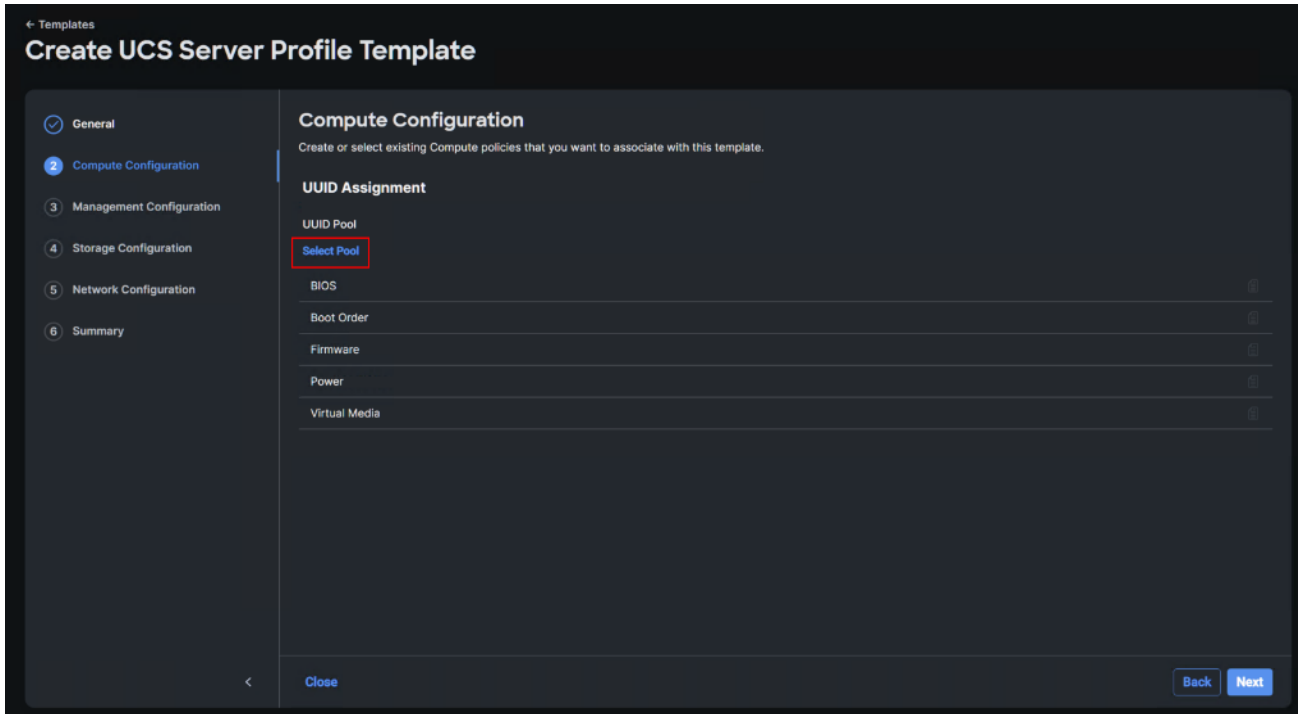 ← Templates
Create UCS Server Profile Template
General
2 Compute Configuration
3 Management Configuration
4 Storage Configuration
5 Network Configuration
6 Summary
Compute Configuration
Create or select existing Compute policies that you want to associate with this template.
UUID Assignment
UUID Pool
Select Pool
BIOS
Boot Order
Firmware
Power
Virtual Media
<
Close
Back
Next